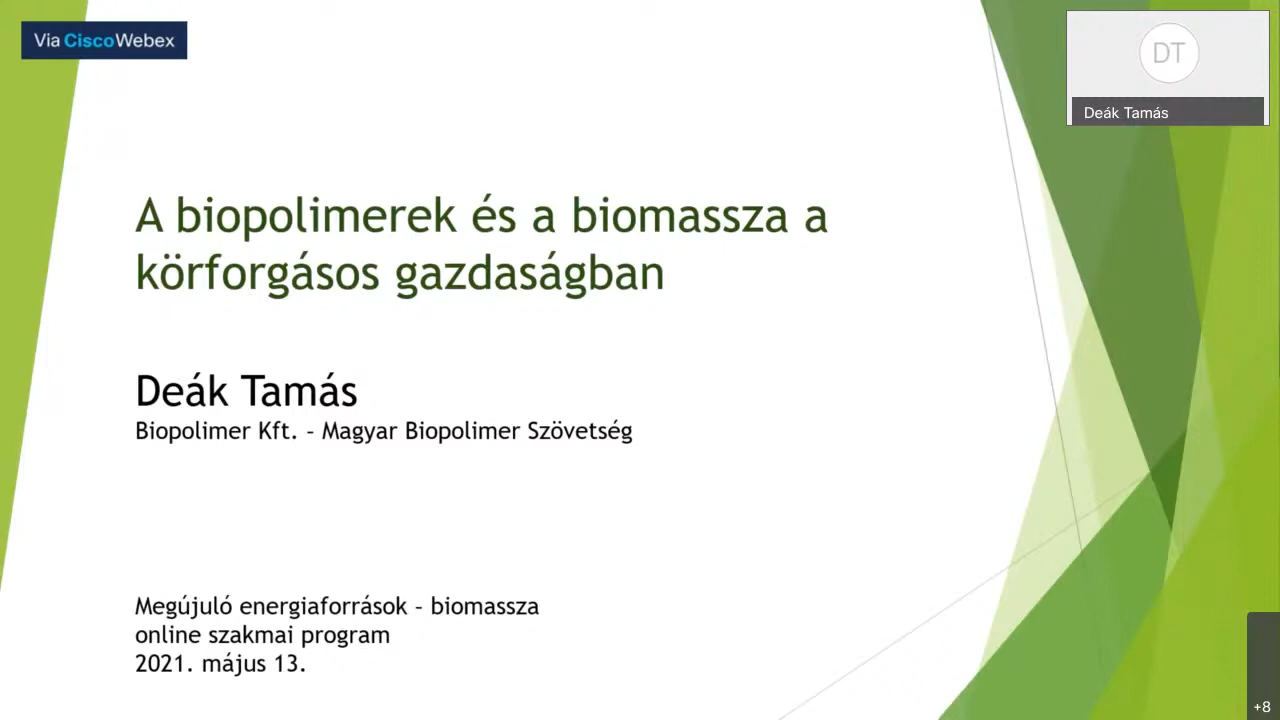 Via CiscoWebex
DT
Deák Tamás
A biopolimerek és a biomassza a
körforgásos gazdaságban
Deák Tamás
Biopolimer Kft. – Magyar Biopolimer Szövetség
Megújuló energiaforrások – biomassza
online szakmai program
2021. május 13.
+8